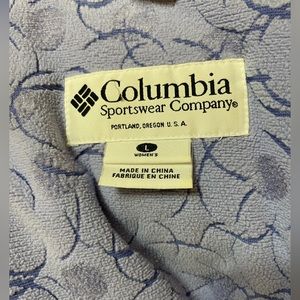 Columbia
Sportswear Company®
PORTLAND, OREGON U. S. A.
L
WOMEN'S
MADE IN CHINA
FABRIQUE EN CHINE